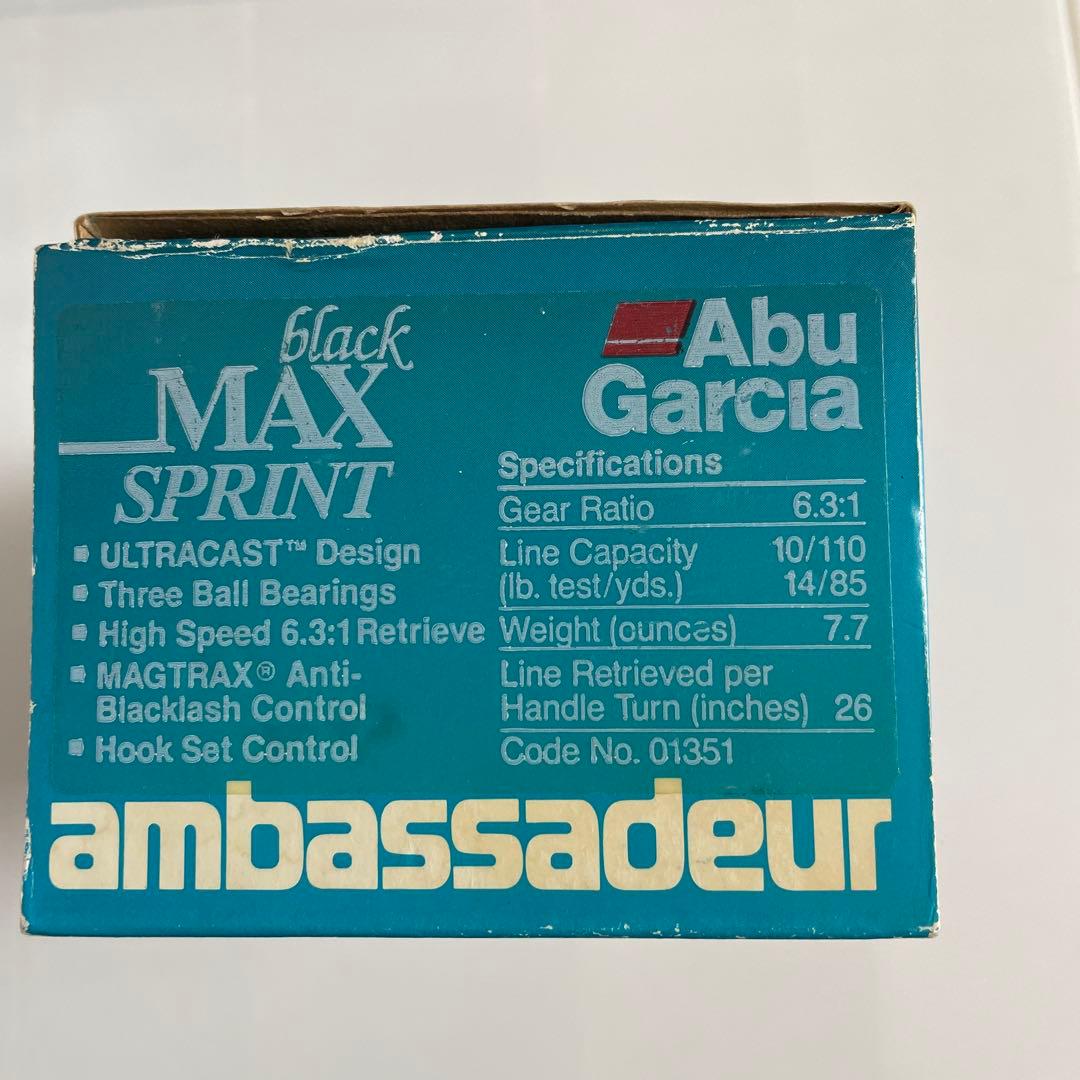 black
MAX
SPRINT
▪ ULTRACAST™ Design
▪ Three Ball Bearings
▪ High Speed 6.3:1 Retrieve
▪ MAGTRAX® Anti-
Blacklash Control
▪ Hook Set Control
Abu
Garcia
Specifications
Gear Ratio 6.3:1
Line Capacity 10/110
(lb. test/yds.) 14/85
Weight (ounces) 7.7
Line Retrieved per
Handle Turn (inches) 26
Code No. 01351
ambassadeur